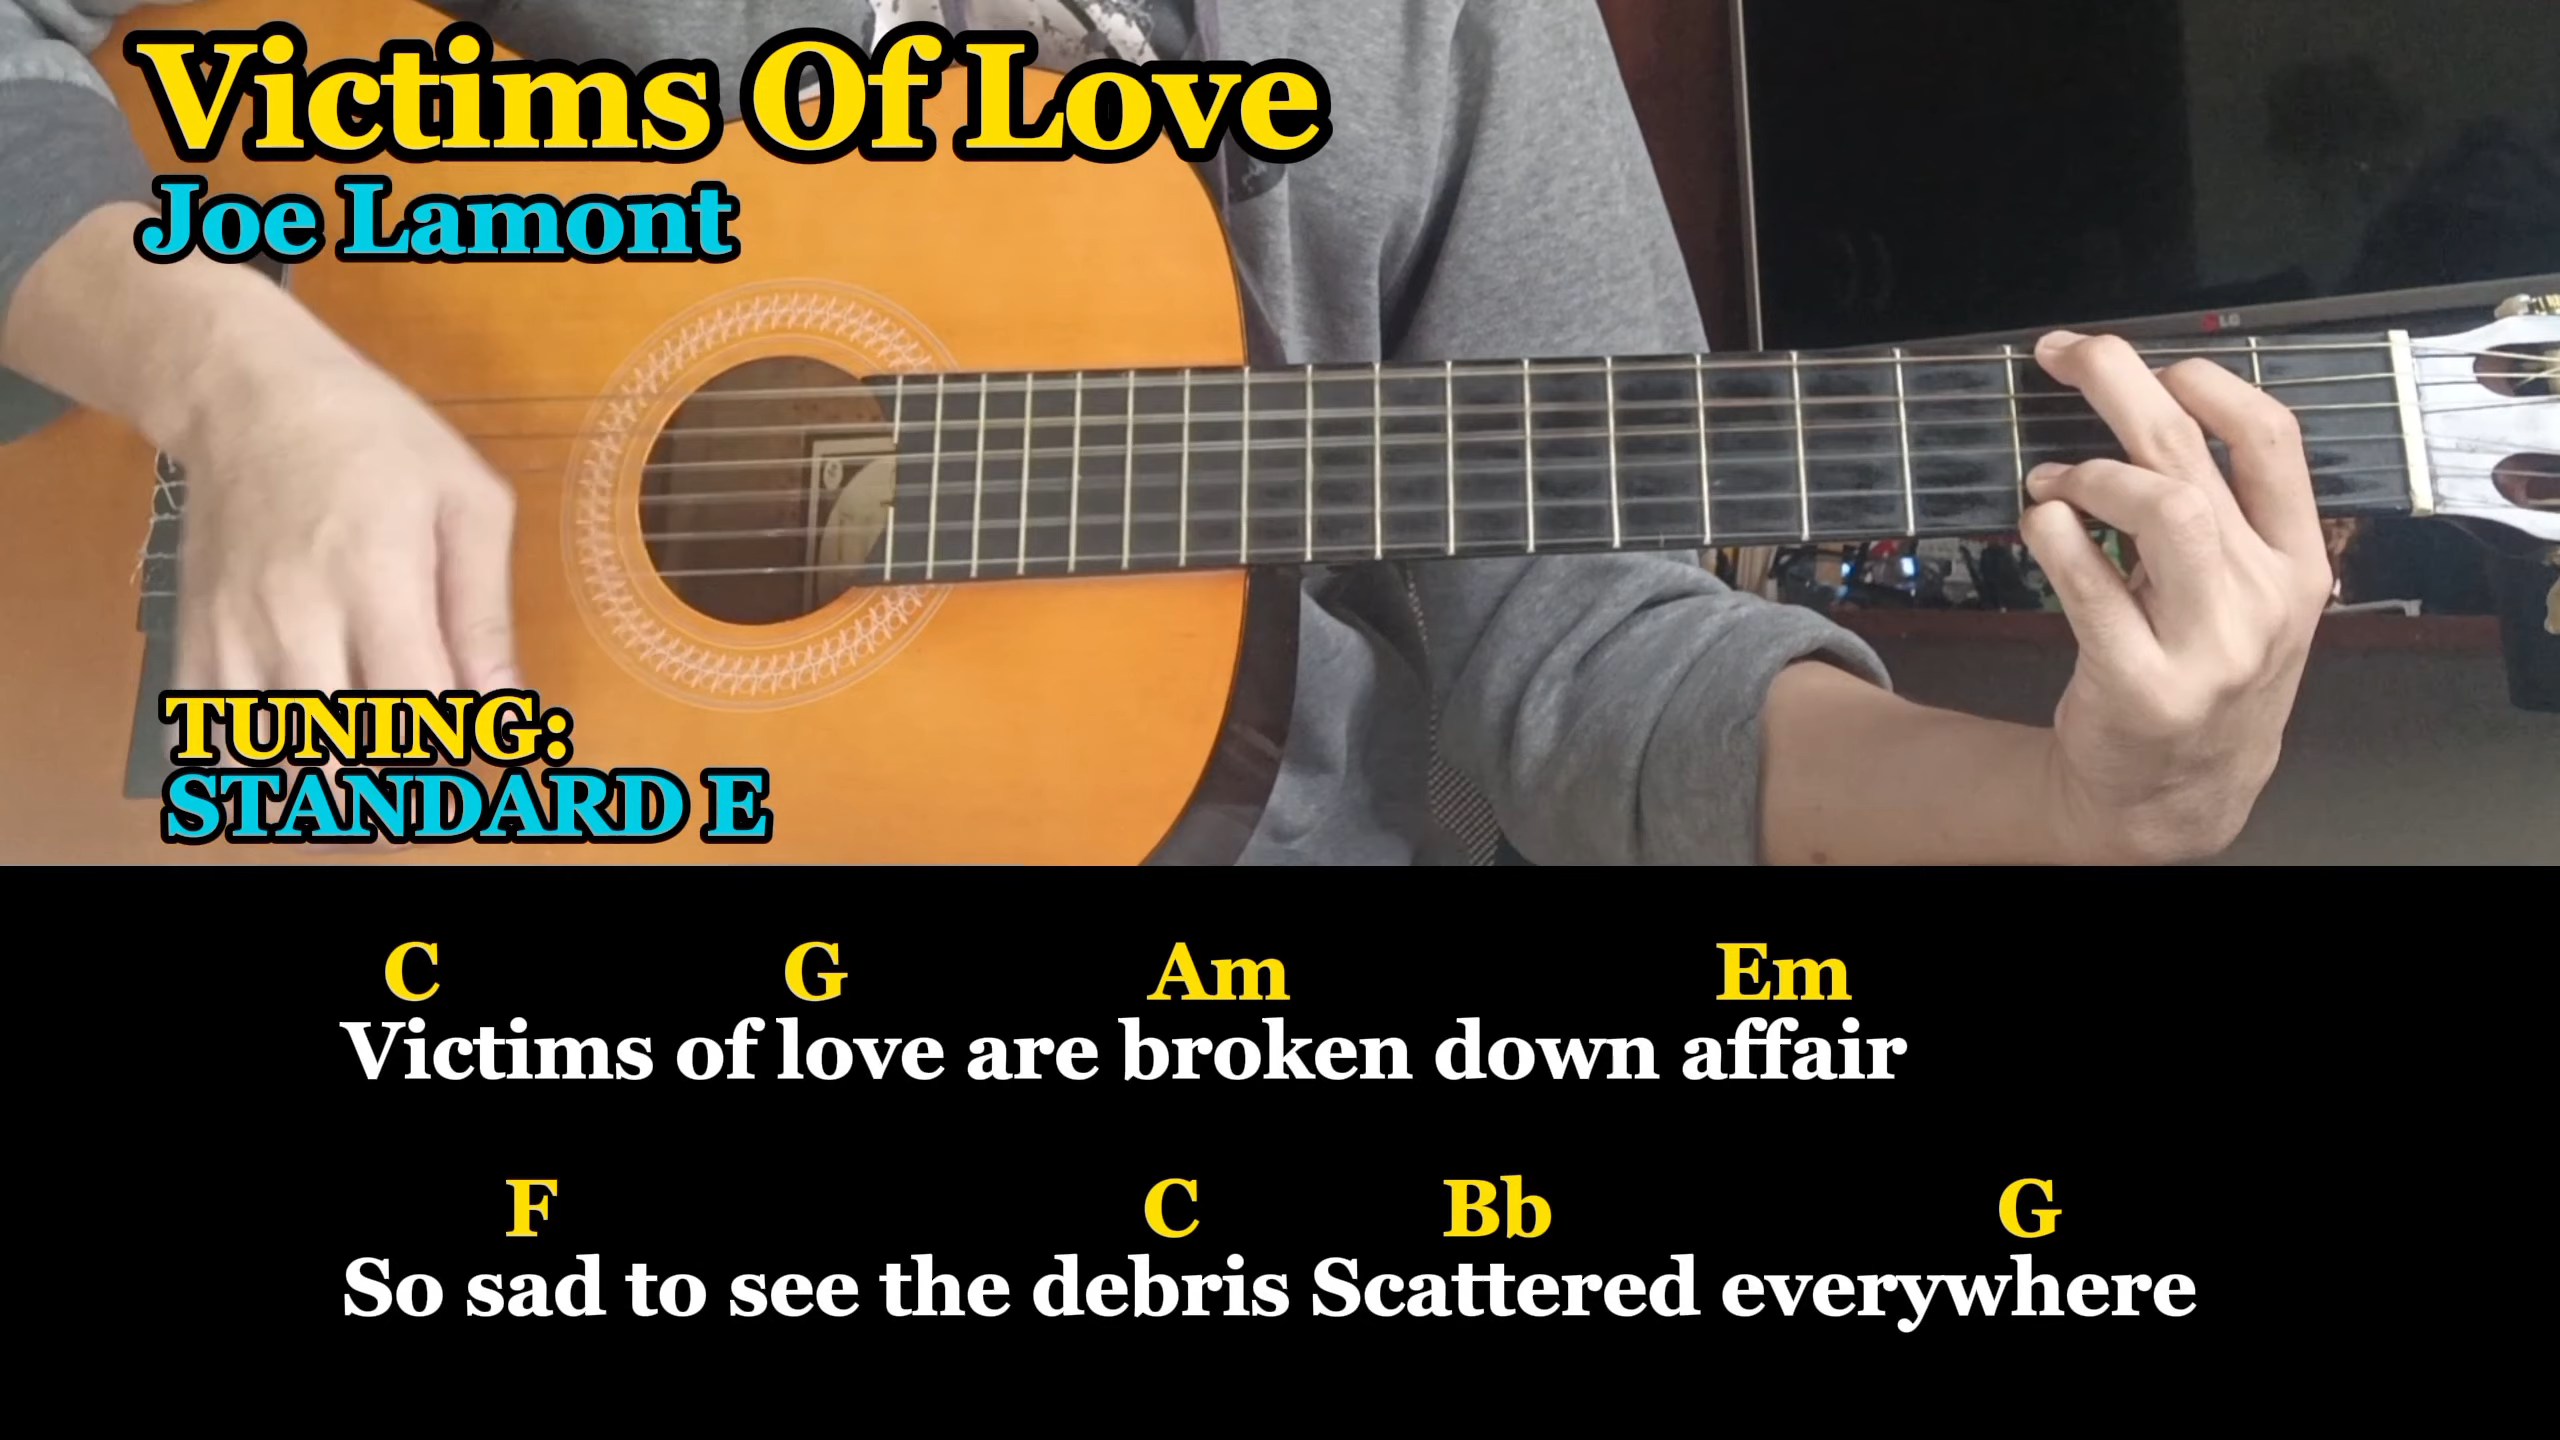 Victims Of Love
Joe Lamont
LG
TUNING:
STANDARD E
C G Am Em
Victims of love are broken down affair
F C Bb G
So sad to see the debris Scattered everywhere